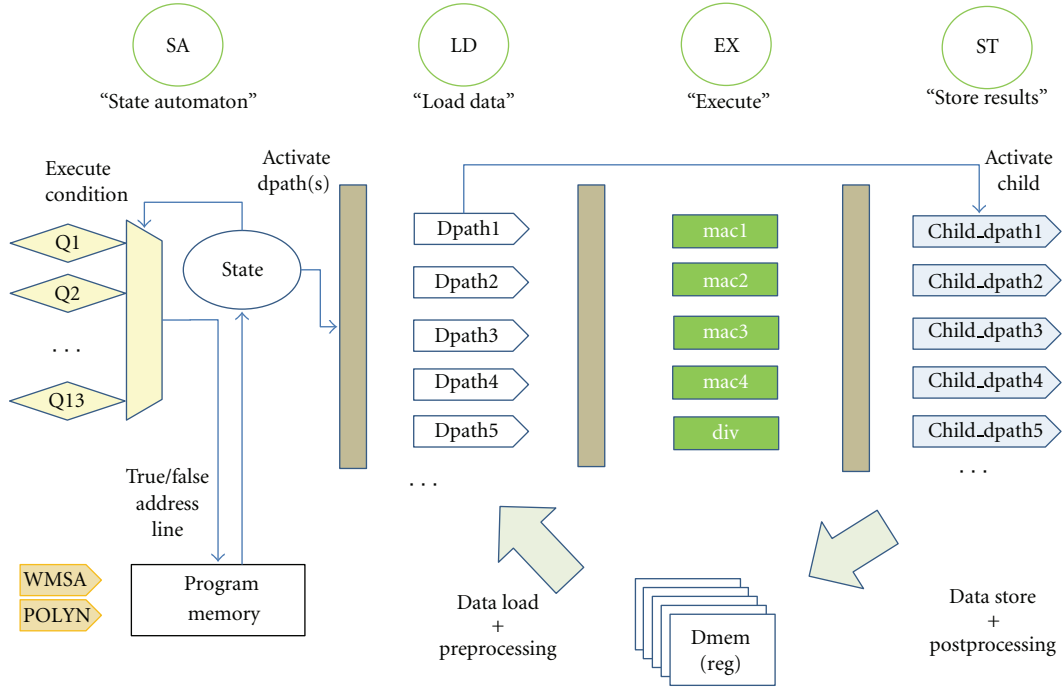 SA
LD
EX
ST
“State automaton”
“Load data”
“Execute”
“Store results”
Execute
condition
Activate
dpath(s)
Activate
child
Q1
Q2
. . .
Q13
State
Dpath1
Dpath2
Dpath3
Dpath4
Dpath5
. . .
mac1
mac2
mac3
mac4
div
Child_dpath1
Child_dpath2
Child_dpath3
Child_dpath4
Child_dpath5
. . .
True/false
address
line
WMSA
POLYN
Program
memory
Data load
+
preprocessing
Dmem
(reg)
Data store
+
postprocessing